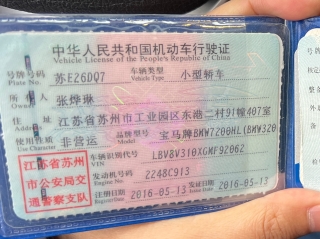 中华人民共和国机动车行驶证
Vehicle License of the People's Republic of China
号牌号码 Plate No. 苏E26DQ7 车辆类型 Vehicle Type 小型轿车
所有人 张烨琳
住址 江苏省苏州市工业园区东港二村91幢407室
使用性质 Use Character 非营运 品牌型号 宝马牌BMW7200HL(BMW320
江苏省苏州市公安局交通警察支队
车辆识别代号 VIN LBV8V310XGMF92062
发动机号码 2248C913
注册日期 2016-05-13 发证日期 2016-05-13